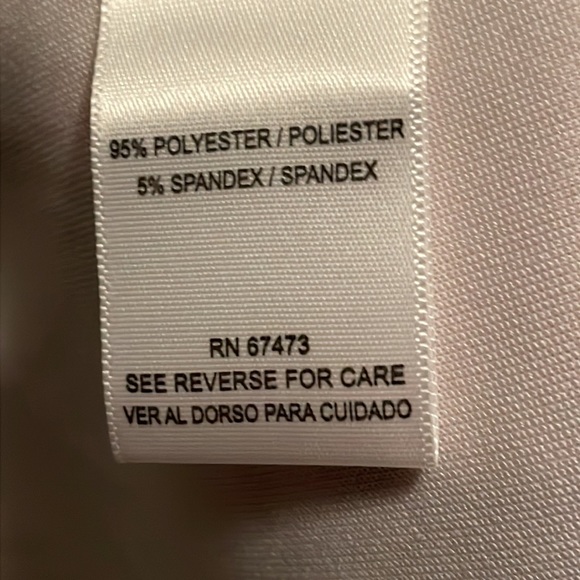 95% POLYESTER / POLIESTER
5% SPANDEX / SPANDEX
RN 67473
SEE REVERSE FOR CARE
VER AL DORSO PARA CUIDADO